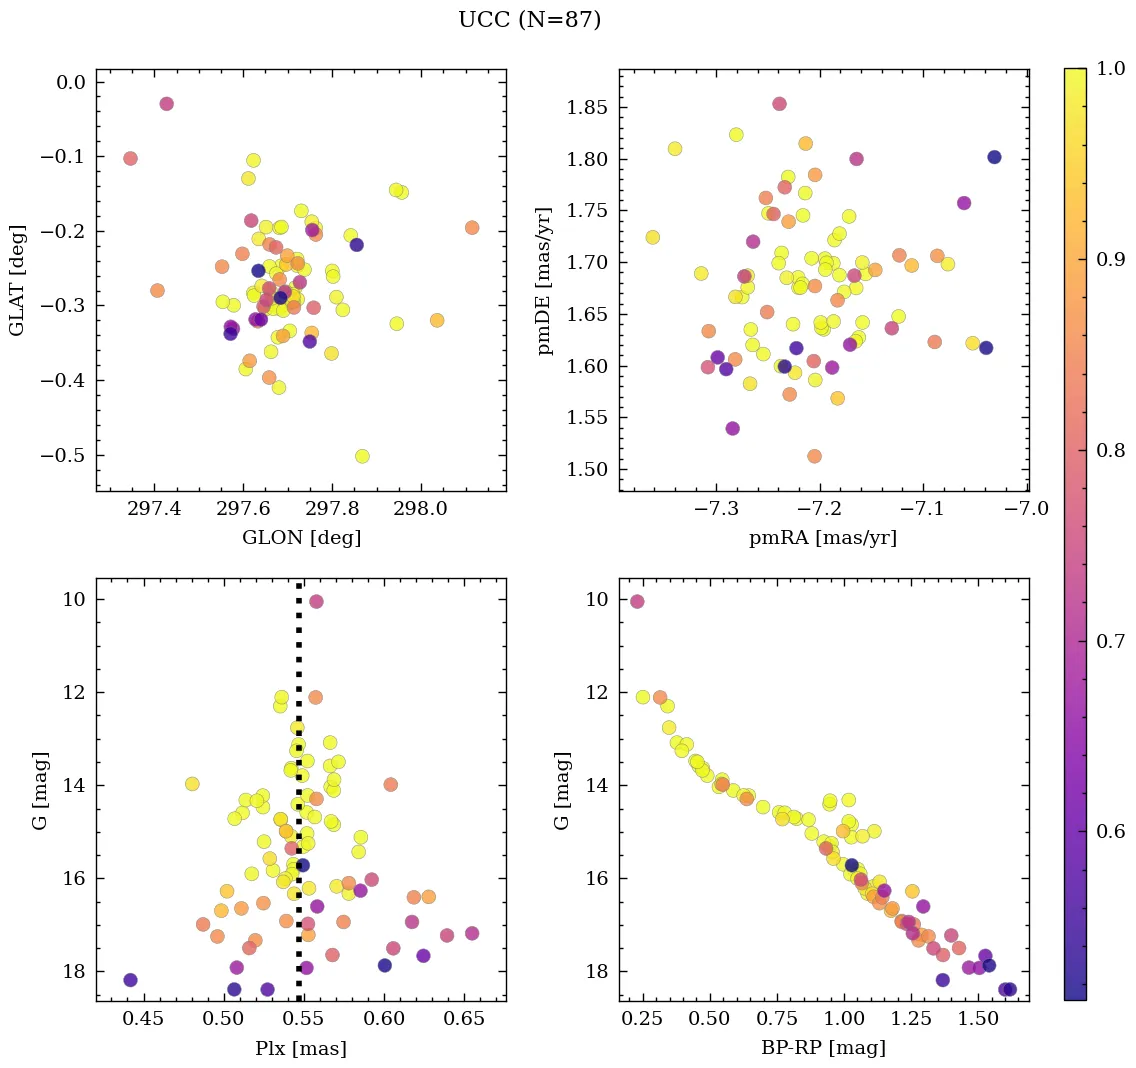 UCC (N=87)
0.0
−0.1
−0.2
−0.3
−0.4
−0.5
GLAT [deg]
297.4 297.6 297.8 298.0
GLON [deg]
1.85
1.80
1.75
1.70
1.65
1.60
1.55
1.50
pmDE [mas/yr]
−7.3 −7.2 −7.1 −7.0
pmRA [mas/yr]
10
12
14
16
18
G [mag]
0.45 0.50 0.55 0.60 0.65
Plx [mas]
10
12
14
16
18
G [mag]
0.25 0.50 0.75 1.00 1.25 1.50
BP-RP [mag]
1.0
0.9
0.8
0.7
0.6